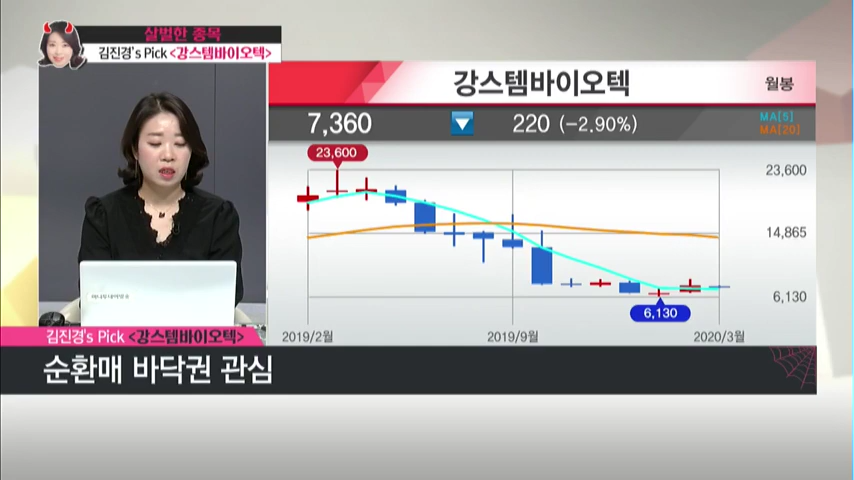 살벌한 종목
김진경's Pick <강스템바이오텍>
강스템바이오텍
월봉
7,360
220 (-2.90%)
MA[5]
MA[20]
23,600
23,600
14,865
6,130
6,130
2019/2월
2019/9월
2020/3월
김진경's Pick <강스템바이오텍>
순환매 바닥권 관심